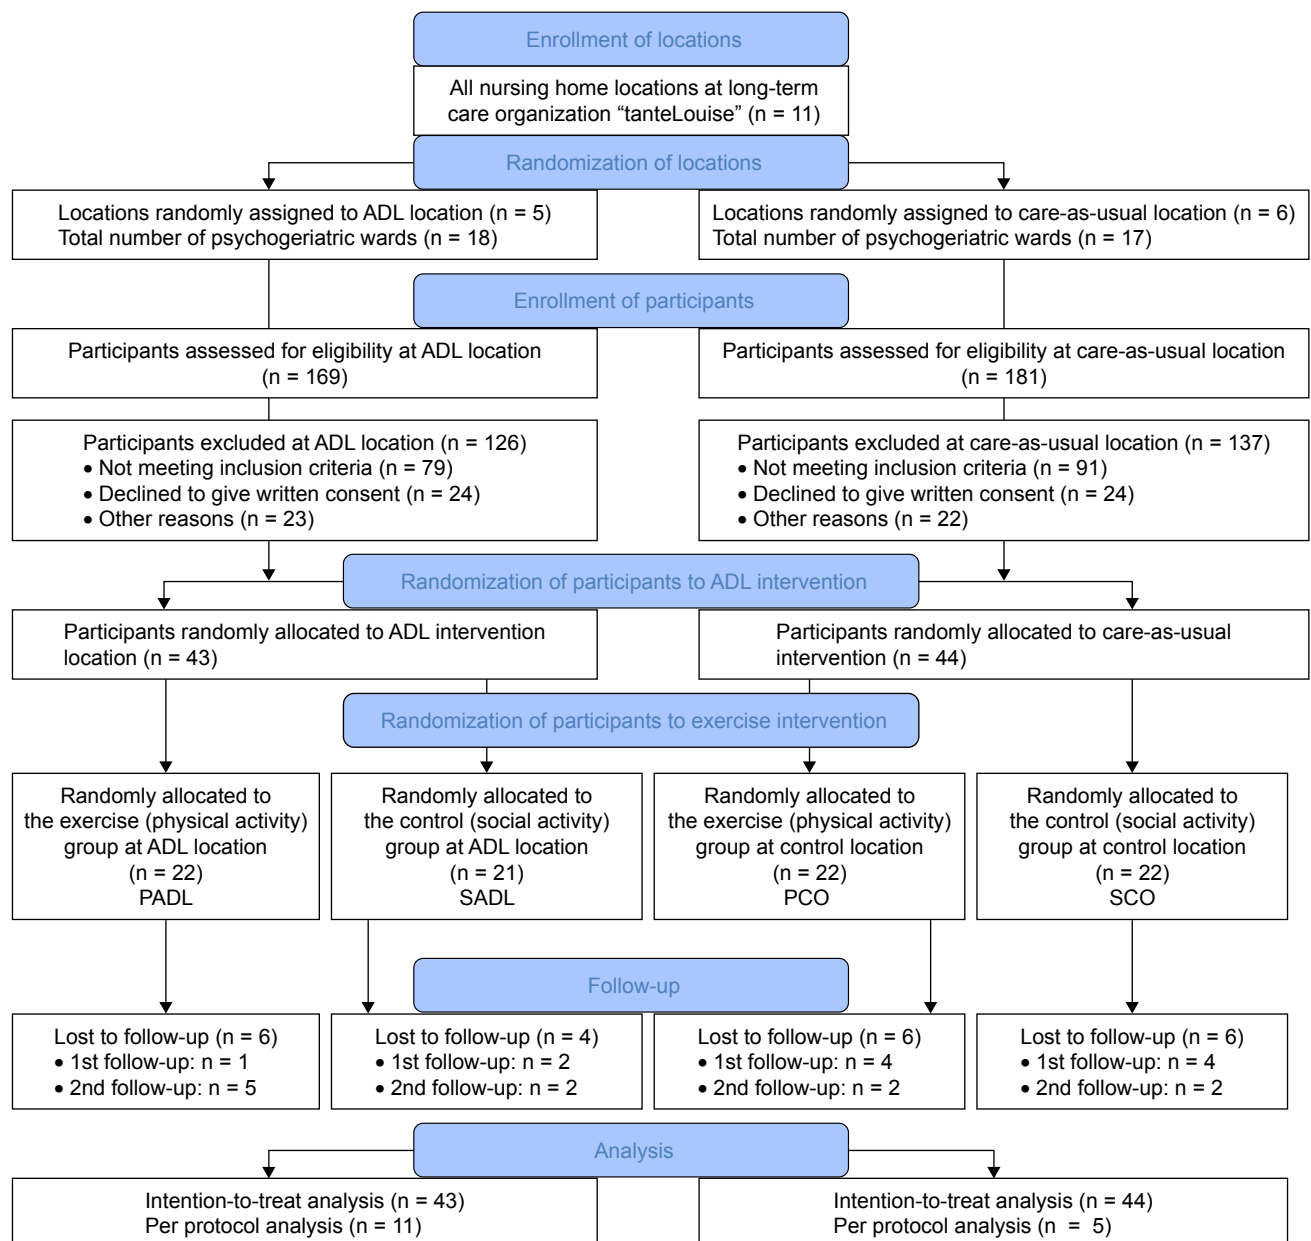 Enrollment of locations
All nursing home locations at long-term
care organization “tanteLouise” (n = 11)
Randomization of locations
Locations randomly assigned to ADL location (n = 5)
Total number of psychogeriatric wards (n = 18)
Locations randomly assigned to care-as-usual location (n = 6)
Total number of psychogeriatric wards (n = 17)
Enrollment of participants
Participants assessed for eligibility at ADL location
(n = 169)
Participants assessed for eligibility at care-as-usual location
(n = 181)
Participants excluded at ADL location (n = 126)
• Not meeting inclusion criteria (n = 79)
• Declined to give written consent (n = 24)
• Other reasons (n = 23)
Participants excluded at care-as-usual location (n = 137)
• Not meeting inclusion criteria (n = 91)
• Declined to give written consent (n = 24)
• Other reasons (n = 22)
Randomization of participants to ADL intervention
Participants randomly allocated to ADL intervention
location (n = 43)
Participants randomly allocated to care-as-usual
intervention (n = 44)
Randomization of participants to exercise intervention
Randomly allocated to
the exercise (physical activity)
group at ADL location
(n = 22)
PADL
Randomly allocated to
the control (social activity)
group at ADL location
(n = 21)
SADL
Randomly allocated to
the exercise (physical activity)
group at control location
(n = 22)
PCO
Randomly allocated to
the control (social activity)
group at control location
(n = 22)
SCO
Follow-up
Lost to follow-up (n = 6)
• 1st follow-up: n = 1
• 2nd follow-up: n = 5
Lost to follow-up (n = 4)
• 1st follow-up: n = 2
• 2nd follow-up: n = 2
Lost to follow-up (n = 6)
• 1st follow-up: n = 4
• 2nd follow-up: n = 2
Lost to follow-up (n = 6)
• 1st follow-up: n = 4
• 2nd follow-up: n = 2
Analysis
Intention-to-treat analysis (n = 43)
Per protocol analysis (n = 11)
Intention-to-treat analysis (n = 44)
Per protocol analysis (n = 5)